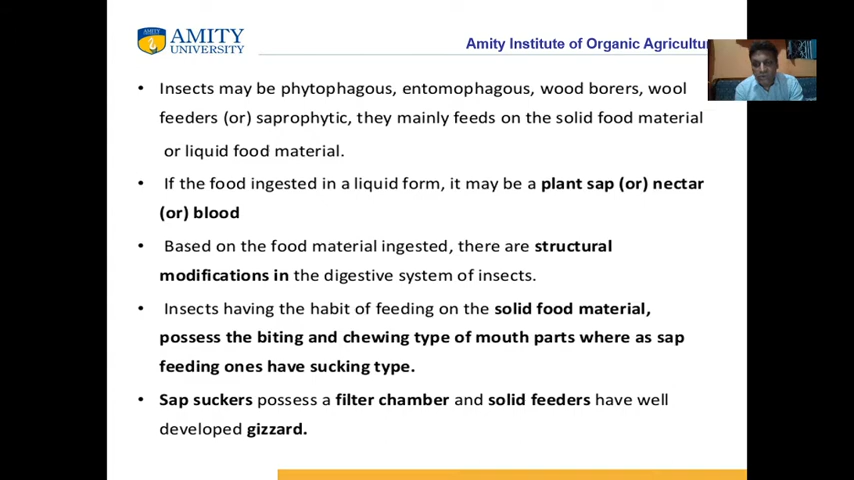 AMITY
AMITY
UNIVERSITY
Amity Institute of Organic Agricultur
• Insects may be phytophagous, entomophagous, wood borers, wool
feeders (or) saprophytic, they mainly feeds on the solid food material
or liquid food material.
• If the food ingested in a liquid form, it may be a plant sap (or) nectar
(or) blood
• Based on the food material ingested, there are structural
modifications in the digestive system of insects.
• Insects having the habit of feeding on the solid food material,
possess the biting and chewing type of mouth parts where as sap
feeding ones have sucking type.
• Sap suckers possess a filter chamber and solid feeders have well
developed gizzard.